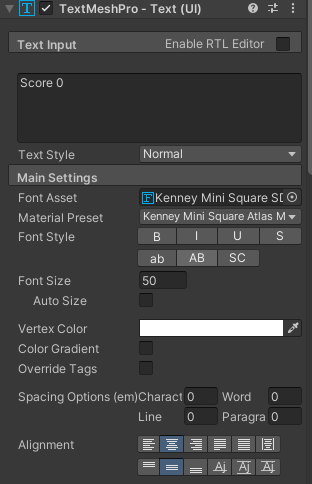 TextMeshPro - Text (UI)
Text Input Enable RTL Editor
Score 0
Text Style Normal
Main Settings
Font Asset Kenney Mini Square SD
Material Preset Kenney Mini Square Atlas M
Font Style B I U S
ab AB SC
Font Size 50
Auto Size
Vertex Color
Color Gradient
Override Tags
Spacing Options (em) Charact 0 Word 0
Line 0 Paragra 0
Alignment